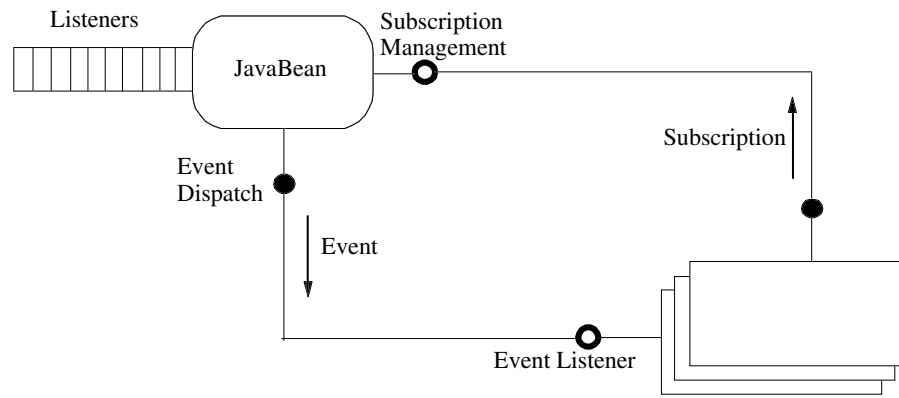 Listeners
Subscription
Management
JavaBean
Subscription
Event
Dispatch
Event
Event Listener